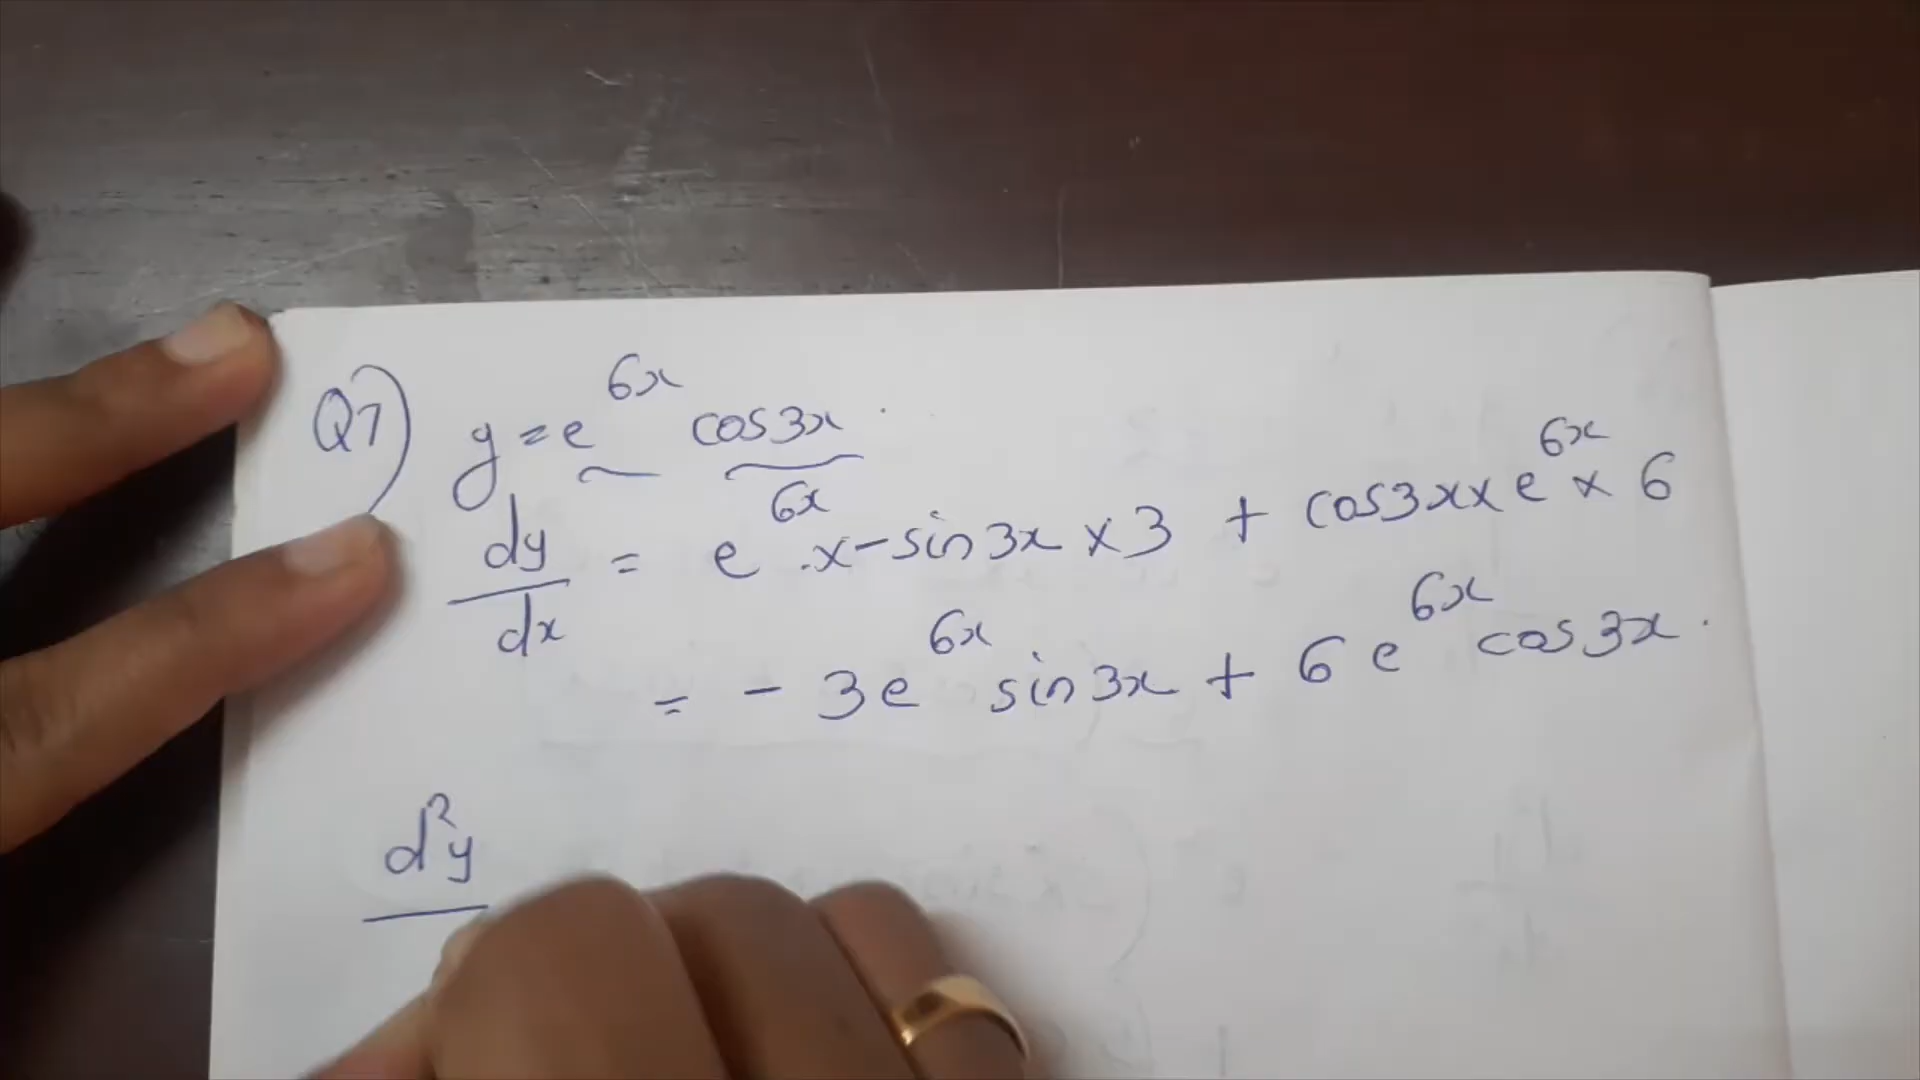 Q7) y = e^{6x} cos3x.
dy/dx = e^{6x} . x - sin3x x 3 + cos3x x e^{6x} x 6
= - 3e^{6x} sin3x + 6 e^{6x} cos3x.
d²y